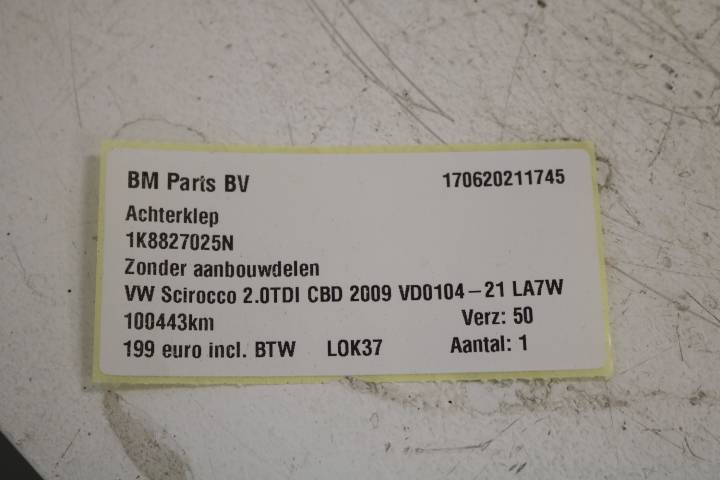 BM Parts BV 170620211745
Achterklep
1K8827025N
Zonder aanbouwdelen
VW Scirocco 2.0TDI CBD 2009 VD0104-21 LA7W
100443km Verz: 50
199 euro incl. BTW LOK37 Aantal: 1